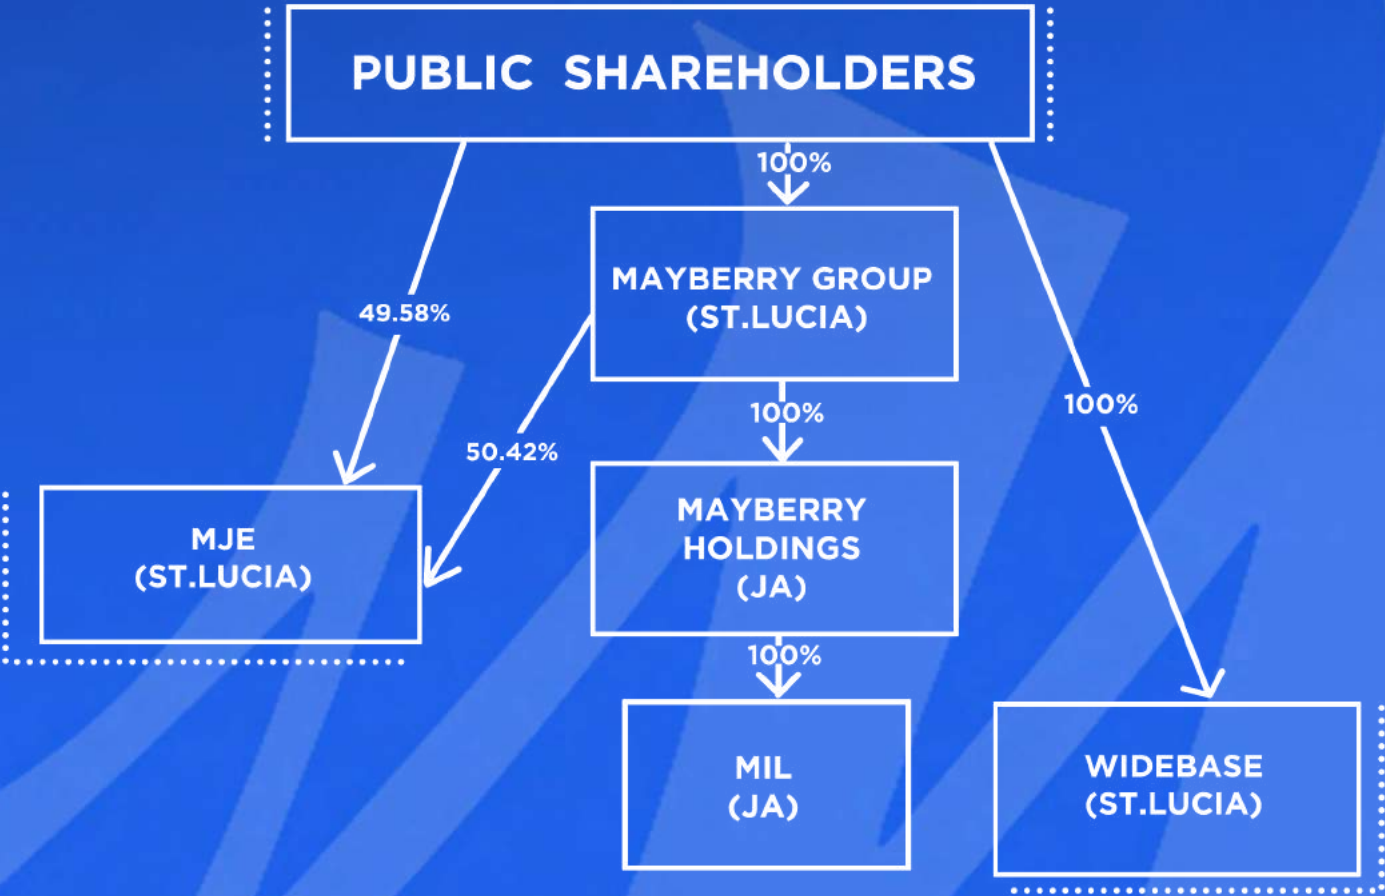 PUBLIC SHAREHOLDERS
100%
MAYBERRY GROUP
(ST.LUCIA)
49.58%
100%
100%
50.42%
MAYBERRY
HOLDINGS
(JA)
MJE
(ST.LUCIA)
100%
MIL
(JA)
WIDEBASE
(ST.LUCIA)